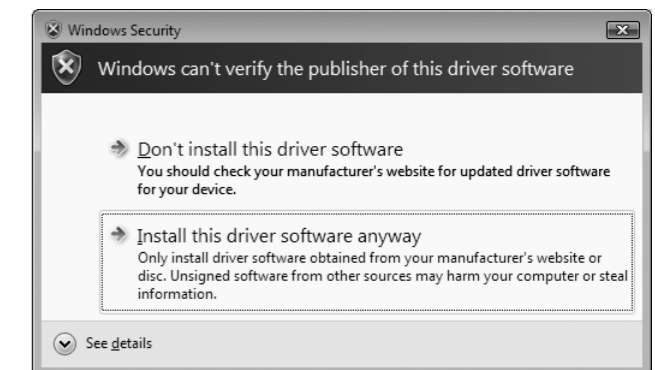 Windows Security
Windows can't verify the publisher of this driver software
Don't install this driver software
You should check your manufacturer's website for updated driver software
for your device.
Install this driver software anyway
Only install driver software obtained from your manufacturer's website or
disc. Unsigned software from other sources may harm your computer or steal
information.
See details